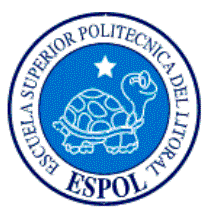 ESCUELA SUPERIOR POLITECNICA DEL LITORAL
ESPOL